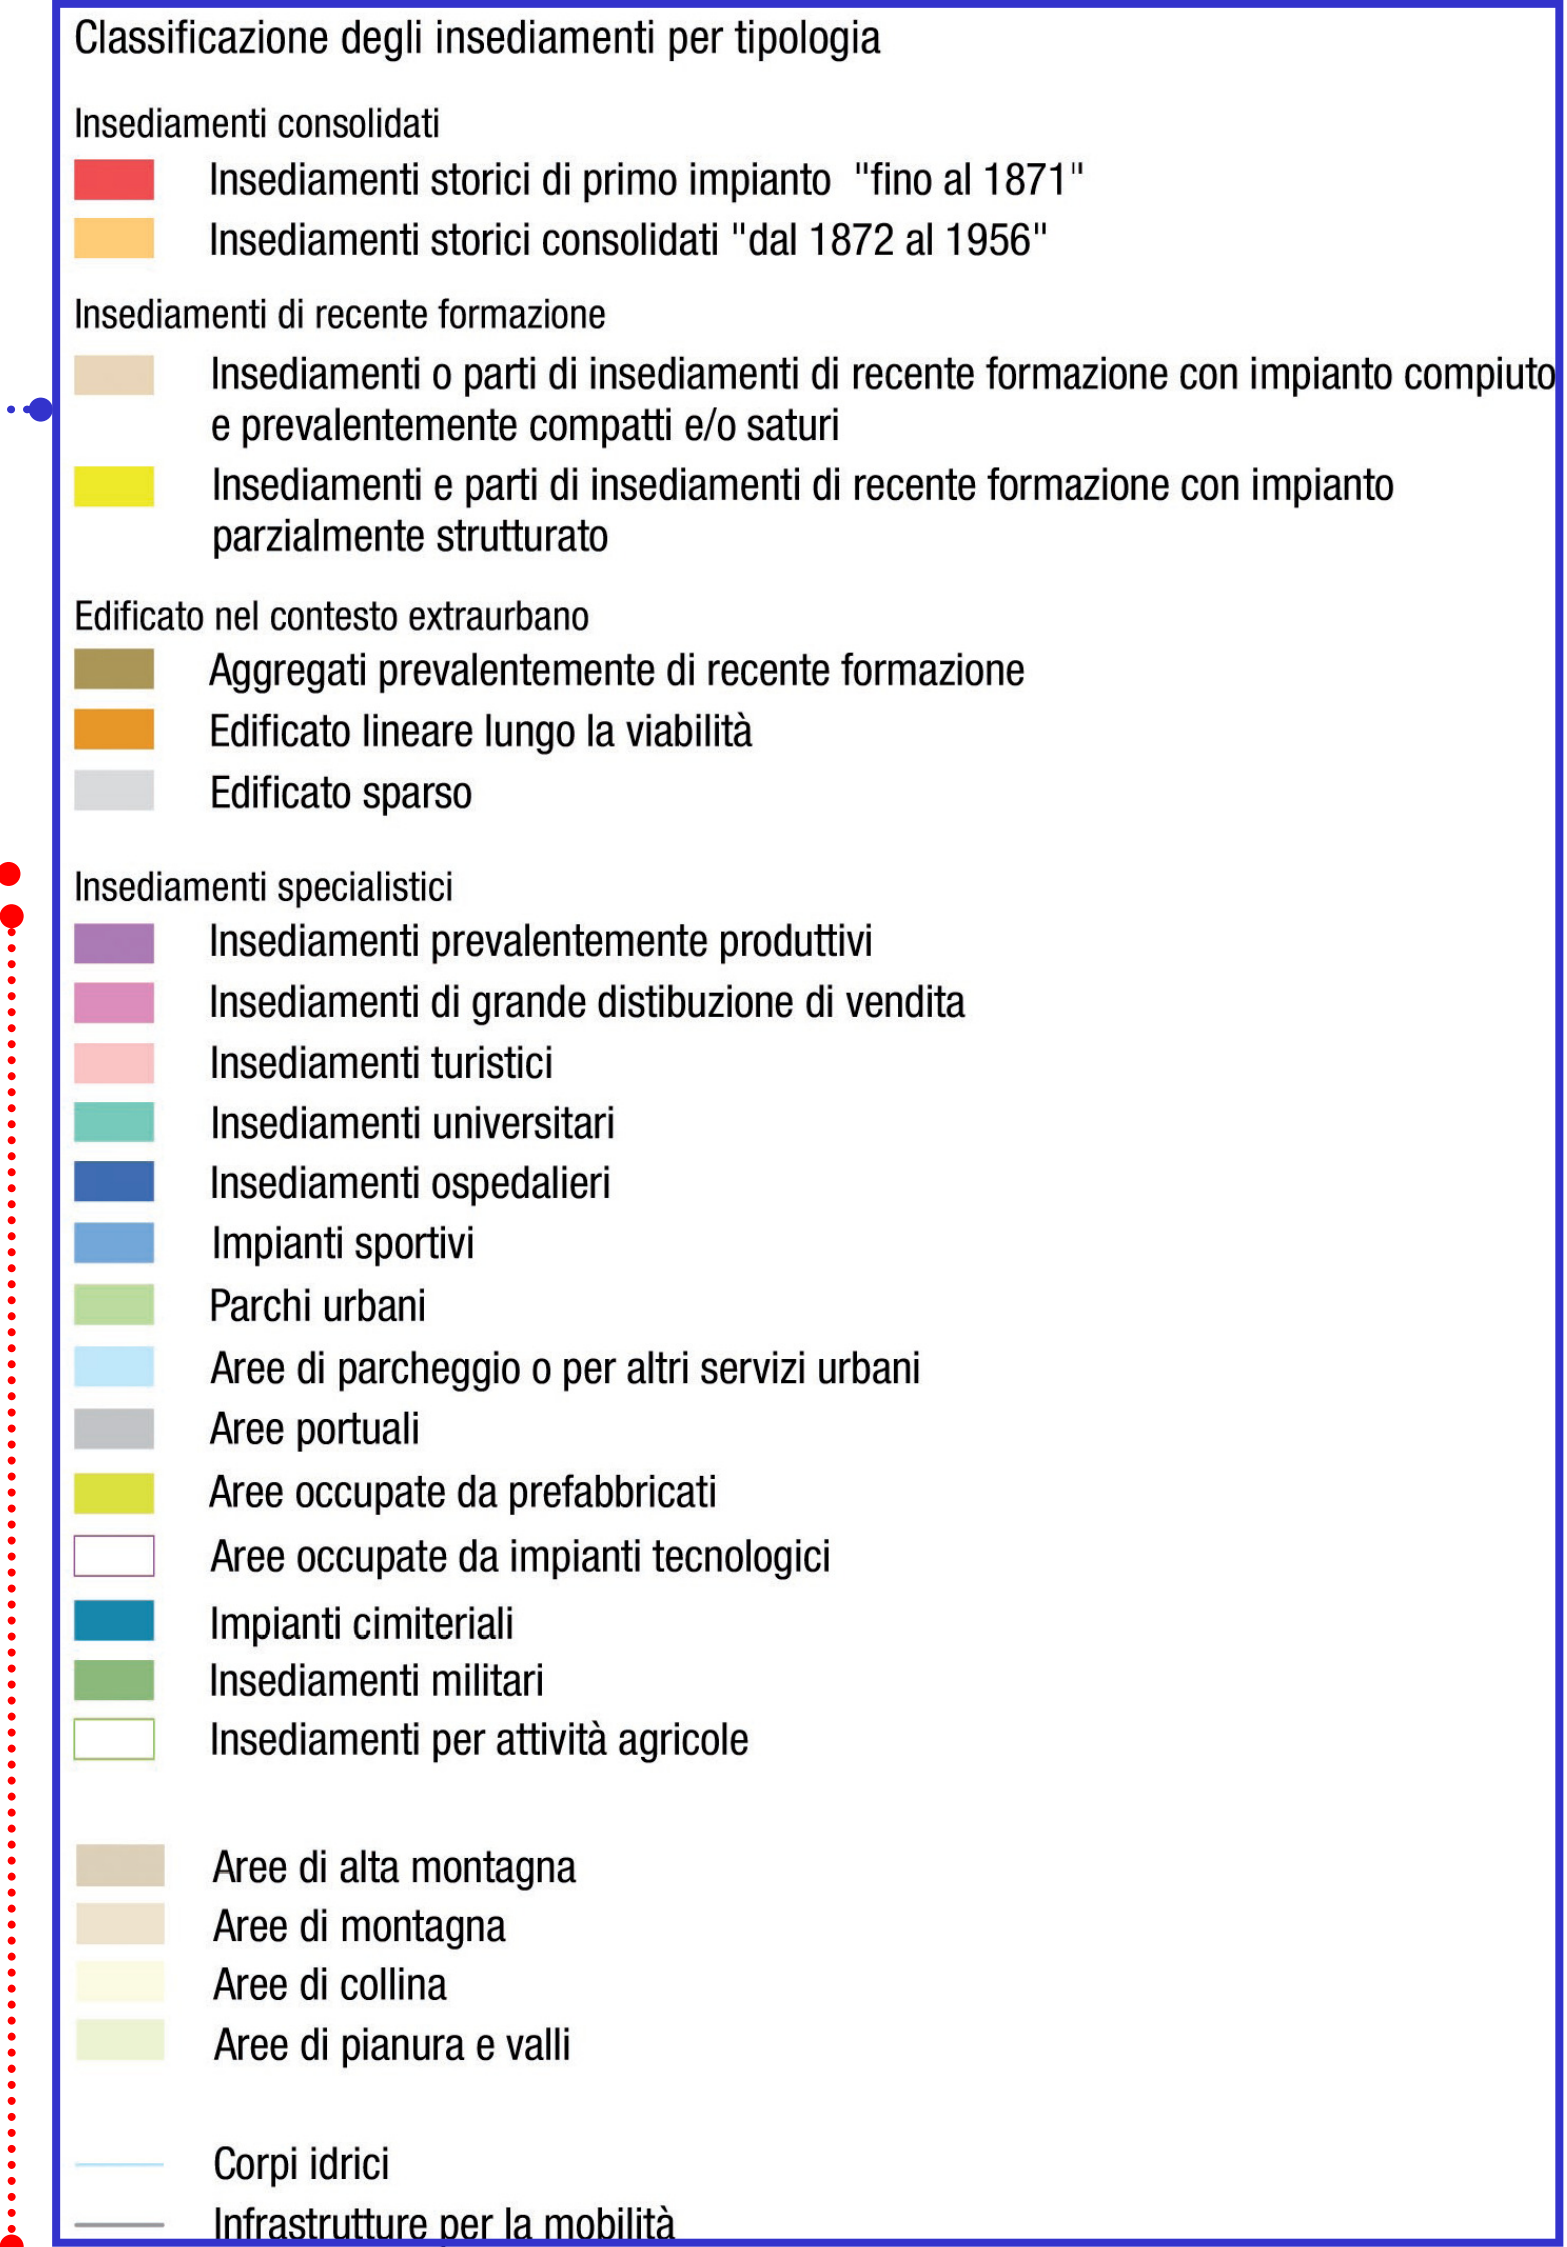 Classificazione degli insediamenti per tipologia
Insediamenti consolidati
Insediamenti storici di primo impianto "fino al 1871"
Insediamenti storici consolidati "dal 1872 al 1956"
Insediamenti di recente formazione
Insediamenti o parti di insediamenti di recente formazione con impianto compiuto
e prevalentemente compatti e/o saturi
Insediamenti e parti di insediamenti di recente formazione con impianto
parzialmente strutturato
Edificato nel contesto extraurbano
Aggregati prevalentemente di recente formazione
Edificato lineare lungo la viabilità
Edificato sparso
Insediamenti specialistici
Insediamenti prevalentemente produttivi
Insediamenti di grande distibuzione di vendita
Insediamenti turistici
Insediamenti universitari
Insediamenti ospedalieri
Impianti sportivi
Parchi urbani
Aree di parcheggio o per altri servizi urbani
Aree portuali
Aree occupate da prefabbricati
Aree occupate da impianti tecnologici
Impianti cimiteriali
Insediamenti militari
Insediamenti per attività agricole
Aree di alta montagna
Aree di montagna
Aree di collina
Aree di pianura e valli
Corpi idrici
Infrastrutture per la mobilità